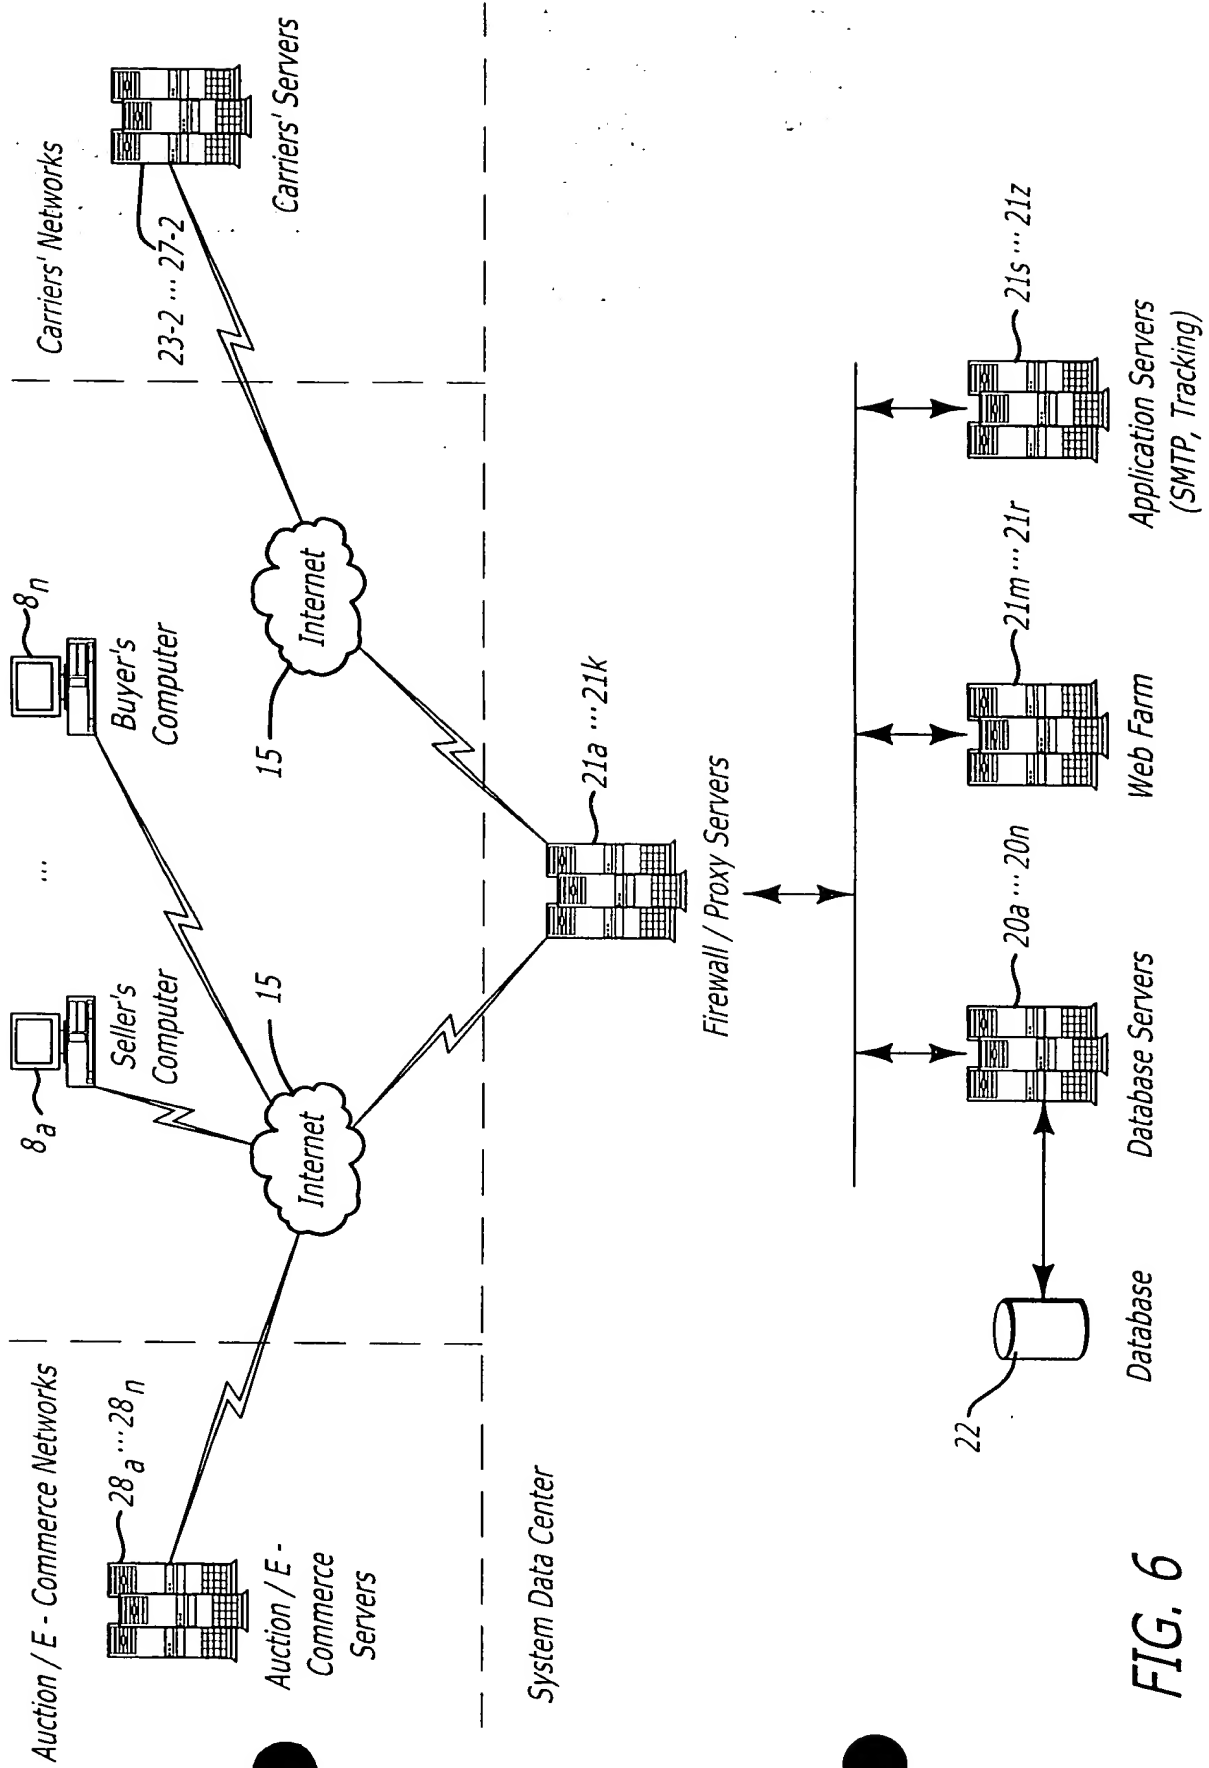 Auction / E - Commerce Networks
28a ... 28n
Auction / E -
Commerce
Servers
8a
Seller's
Computer
...
8n
Buyer's
Computer
Carriers' Networks
23-2 ... 27-2
Carriers' Servers
15
Internet
15
Internet
System Data Center
21a ... 21k
Firewall / Proxy Servers
22
Database
20a ... 20n
Database Servers
21m ... 21r
Web Farm
21s ... 21z
Application Servers
(SMTP, Tracking)
FIG. 6